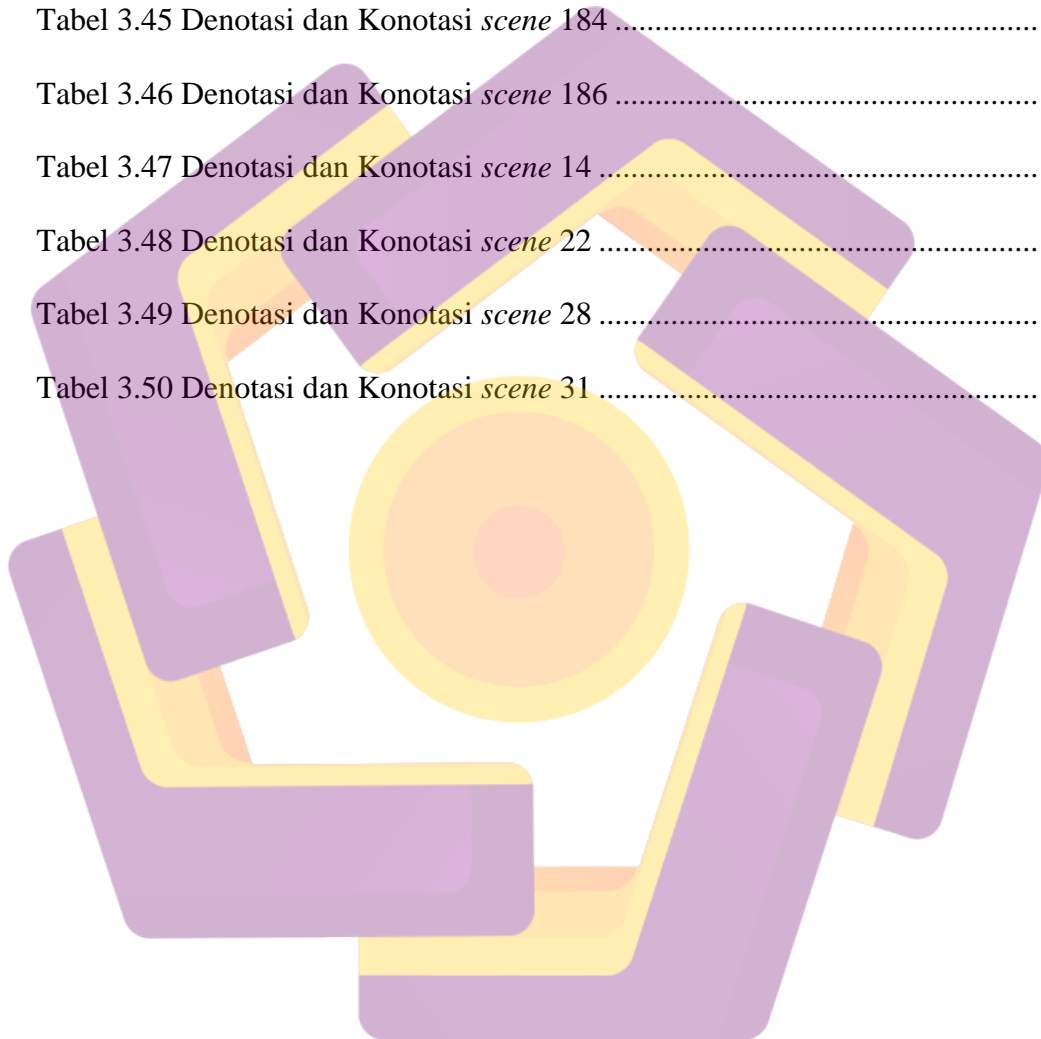 Tabel 3.45 Denotasi dan Konotasi scene 184 ......................................................
Tabel 3.46 Denotasi dan Konotasi scene 186 ......................................................
Tabel 3.47 Denotasi dan Konotasi scene 14 ........................................................
Tabel 3.48 Denotasi dan Konotasi scene 22 ........................................................
Tabel 3.49 Denotasi dan Konotasi scene 28 ........................................................
Tabel 3.50 Denotasi dan Konotasi scene 31 ........................................................